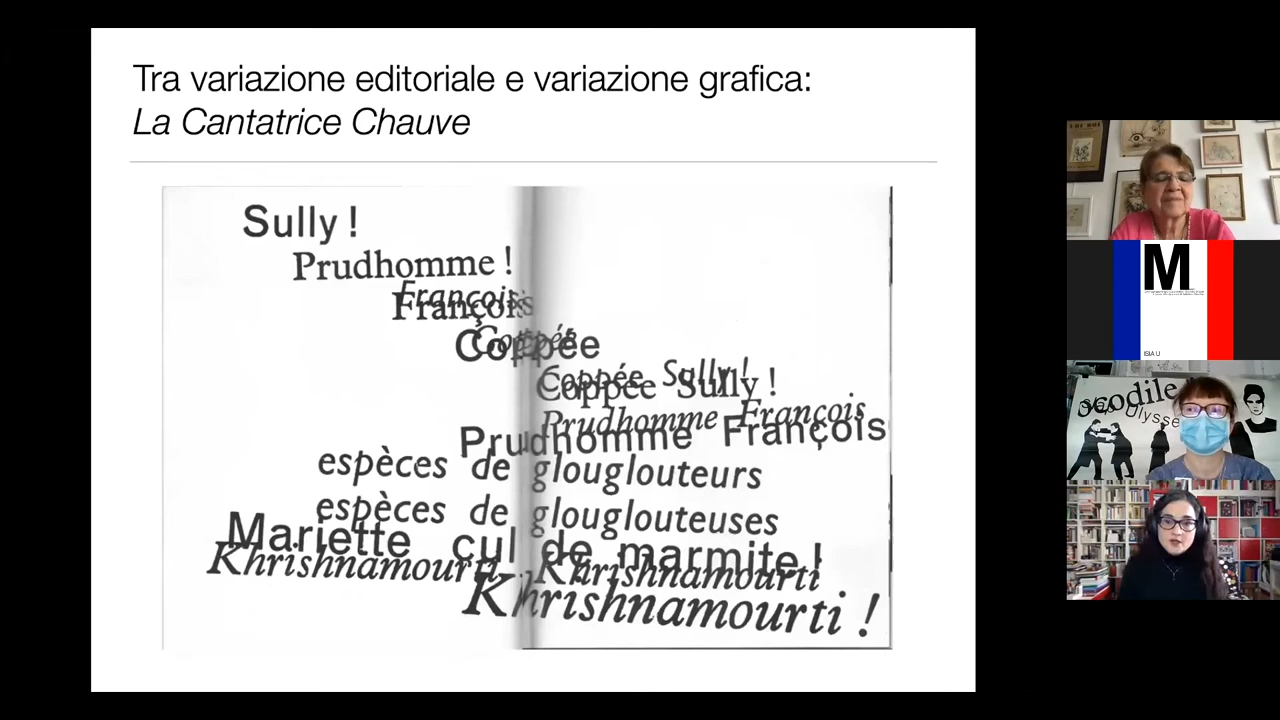 Tra variazione editoriale e variazione grafica:
La Cantatrice Chauve
Sully !
Prudhomme !
François
François
Coppée
Coppée
Coppée Sully !
Coppée Sully !
Prudhomme François
Prudhomme François
espèces de glouglouteurs
espèces de glouglouteuses
Mariette cul de marmite !
Khrishnamourti Khrishnamourti
Khrishnamourti !
M
ISIA U
ocodile
Ulysse